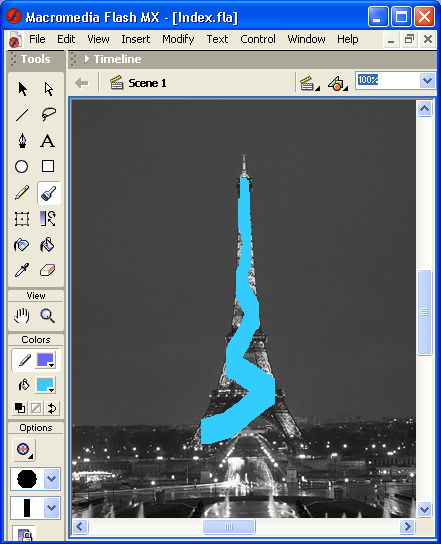 Macromedia Flash MX - [Index.fla]
File Edit View Insert Modify Text Control Window Help
Tools
Timeline
Scene 1
100%
A
View
Colors
Options